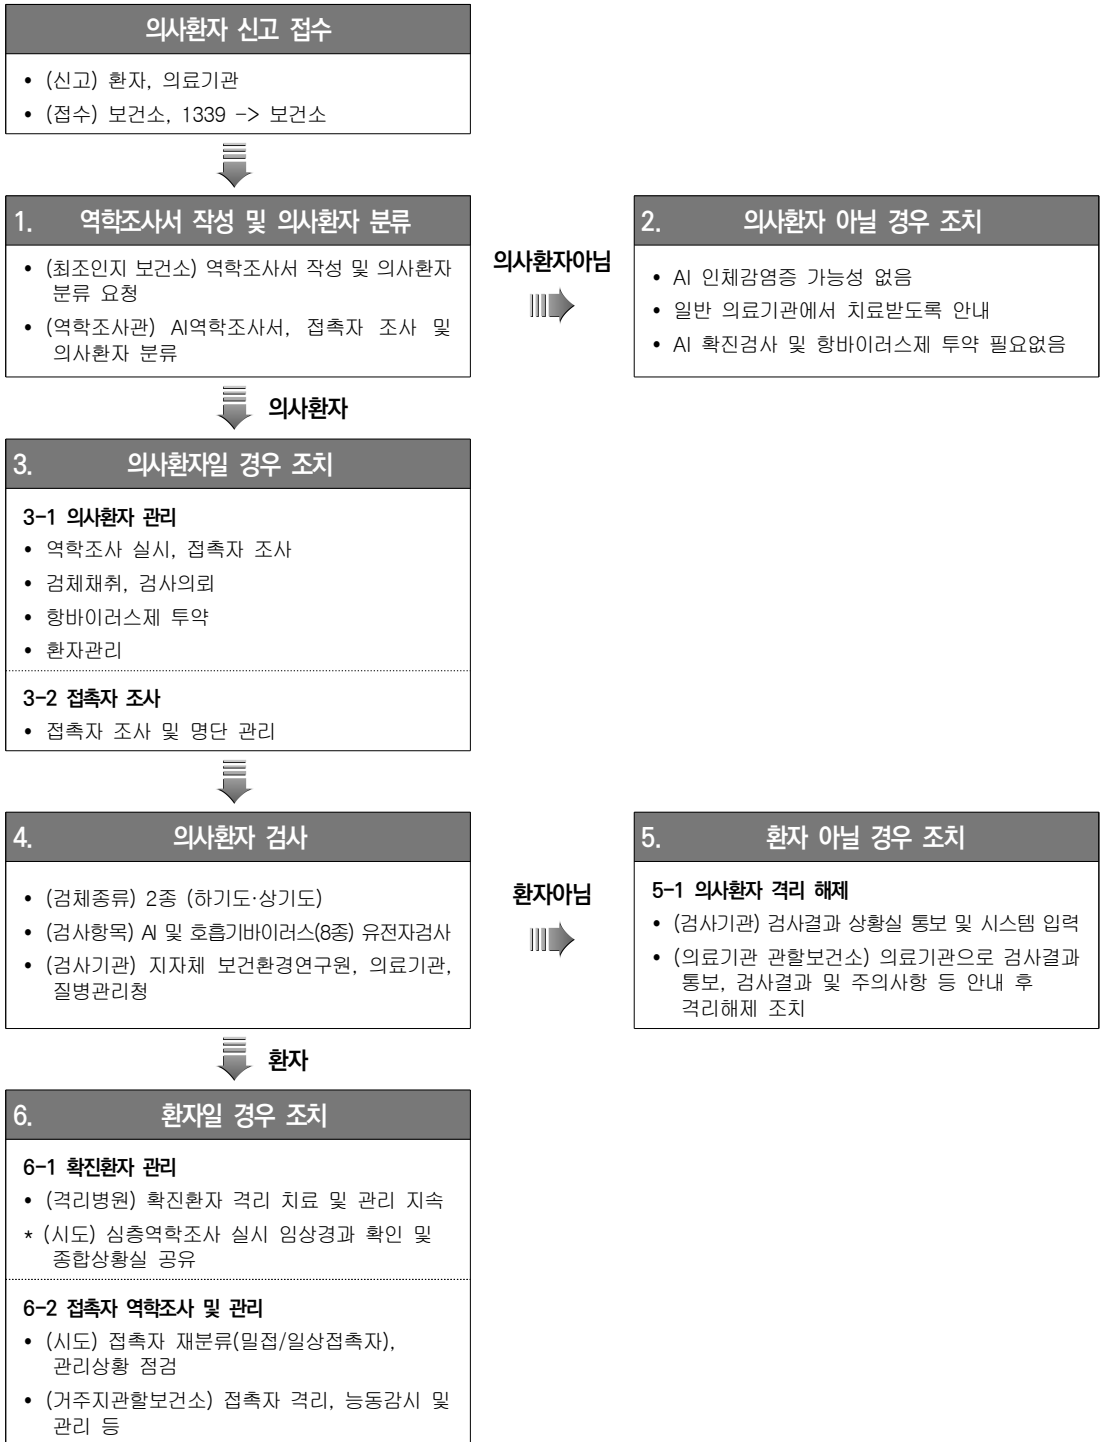 의사환자 신고 접수
• (신고) 환자, 의료기관
• (접수) 보건소, 1339 -> 보건소
1. 역학조사서 작성 및 의사환자 분류
• (최조인지 보건소) 역학조사서 작성 및 의사환자
분류 요청
• (역학조사관) AI역학조사서, 접촉자 조사 및
의사환자 분류
의사환자아님
2. 의사환자 아닐 경우 조치
• AI 인체감염증 가능성 없음
• 일반 의료기관에서 치료받도록 안내
• AI 확진검사 및 항바이러스제 투약 필요없음
의사환자
3. 의사환자일 경우 조치
3-1 의사환자 관리
• 역학조사 실시, 접촉자 조사
• 검체채취, 검사의뢰
• 항바이러스제 투약
• 환자관리
3-2 접촉자 조사
• 접촉자 조사 및 명단 관리
4. 의사환자 검사
• (검체종류) 2종 (하기도·상기도)
• (검사항목) AI 및 호흡기바이러스(8종) 유전자검사
• (검사기관) 지자체 보건환경연구원, 의료기관,
질병관리청
환자아님
5. 환자 아닐 경우 조치
5-1 의사환자 격리 해제
• (검사기관) 검사결과 상황실 통보 및 시스템 입력
• (의료기관 관할보건소) 의료기관으로 검사결과
통보, 검사결과 및 주의사항 등 안내 후
격리해제 조치
환자
6. 환자일 경우 조치
6-1 확진환자 관리
• (격리병원) 확진환자 격리 치료 및 관리 지속
* (시도) 심층역학조사 실시 임상경과 확인 및
종합상황실 공유
6-2 접촉자 역학조사 및 관리
• (시도) 접촉자 재분류(밀접/일상접촉자),
관리상황 점검
• (거주지관할보건소) 접촉자 격리, 능동감시 및
관리 등